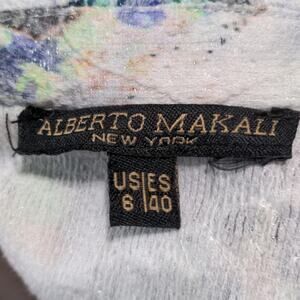 ALBERTO MAKALI
NEW YORK
US|ES
6|40